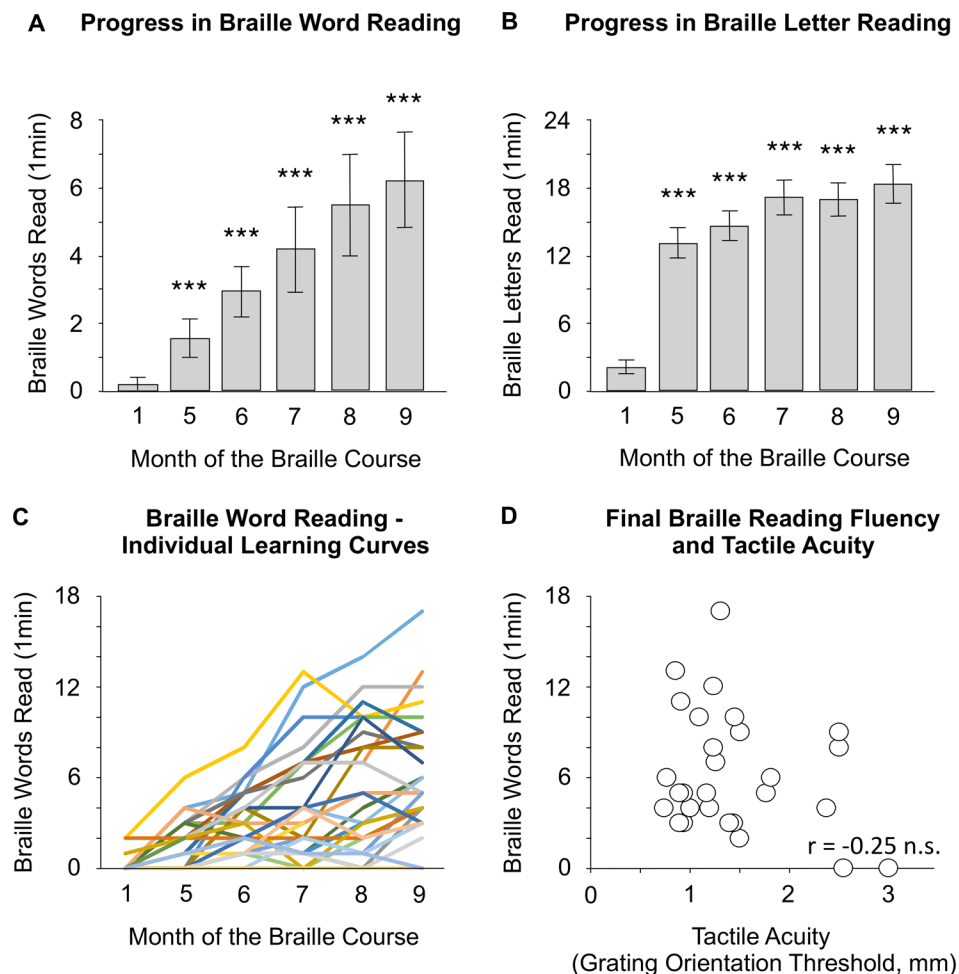 A Progress in Braille Word Reading
Braille Words Read (1min)
8
6
4
2
0
***
***
***
***
***
1 5 6 7 8 9
Month of the Braille Course
B Progress in Braille Letter Reading
Braille Letters Read (1min)
24
18
12
6
0
***
***
***
***
***
1 5 6 7 8 9
Month of the Braille Course
C Braille Word Reading -
Individual Learning Curves
Braille Words Read (1min)
18
12
6
0
1 5 6 7 8 9
Month of the Braille Course
D Final Braille Reading Fluency
and Tactile Acuity
Braille Words Read (1min)
18
12
6
0
r = -0.25 n.s.
0 1 2 3
Tactile Acuity
(Grating Orientation Threshold, mm)